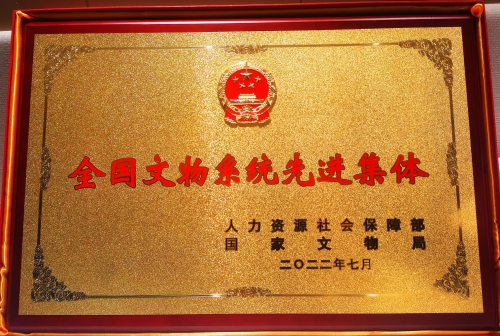 全国文物系统先进集体
人力资源社会保障部
国家文物局
二〇二二年七月